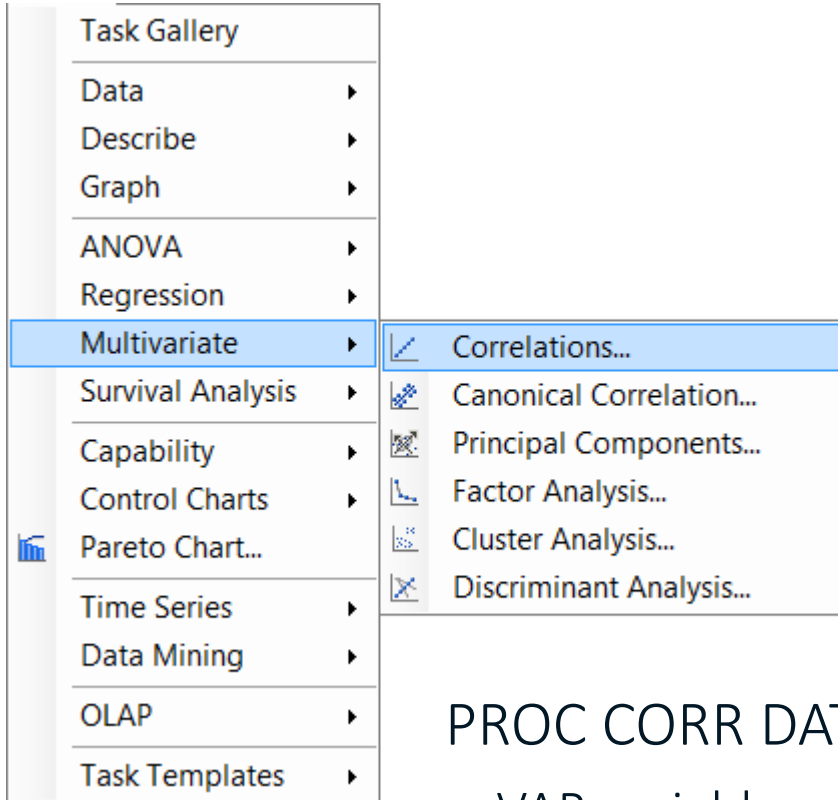 Task Gallery
Data
Describe
Graph
ANOVA
Regression
Multivariate
Survival Analysis
Capability
Control Charts
Pareto Chart...
Time Series
Data Mining
OLAP
Task Templates
Correlations...
Canonical Correlation...
Principal Components...
Factor Analysis...
Cluster Analysis...
Discriminant Analysis...
PROC CORR